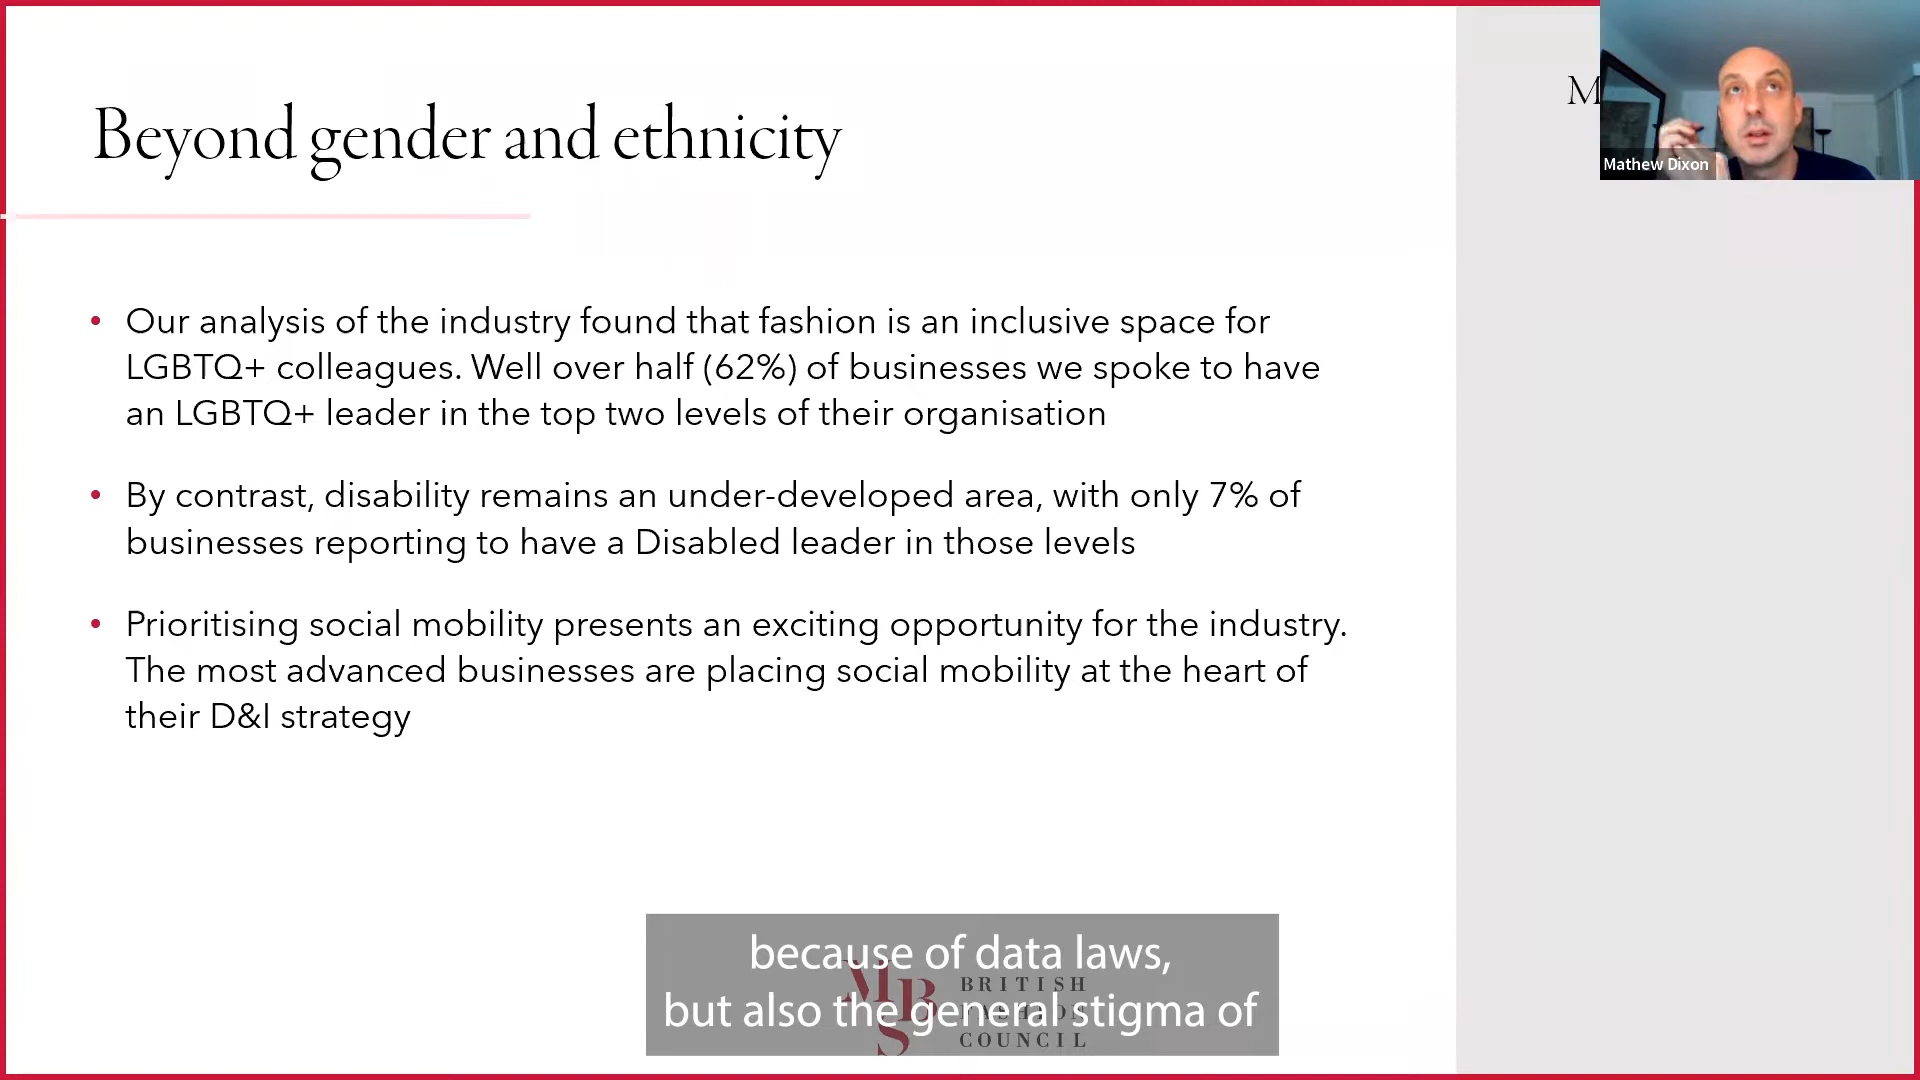 Beyond gender and ethnicity
M
Mathew Dixon
• Our analysis of the industry found that fashion is an inclusive space for
LGBTQ+ colleagues. Well over half (62%) of businesses we spoke to have
an LGBTQ+ leader in the top two levels of their organisation
• By contrast, disability remains an under-developed area, with only 7% of
businesses reporting to have a Disabled leader in those levels
• Prioritising social mobility presents an exciting opportunity for the industry.
The most advanced businesses are placing social mobility at the heart of
their D&I strategy
because of data laws,
but also the general stigma of
MBS
BRITISH
FASHION
COUNCIL